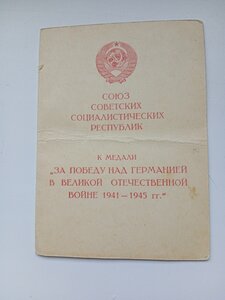 СОЮЗ
СОВЕТСКИХ
СОЦИАЛИСТИЧЕСКИХ
РЕСПУБЛИК
К МЕДАЛИ
„ЗА ПОБЕДУ НАД ГЕРМАНИЕЙ
В ВЕЛИКОЙ ОТЕЧЕСТВЕННОЙ
ВОЙНЕ 1941—1945 гг.“